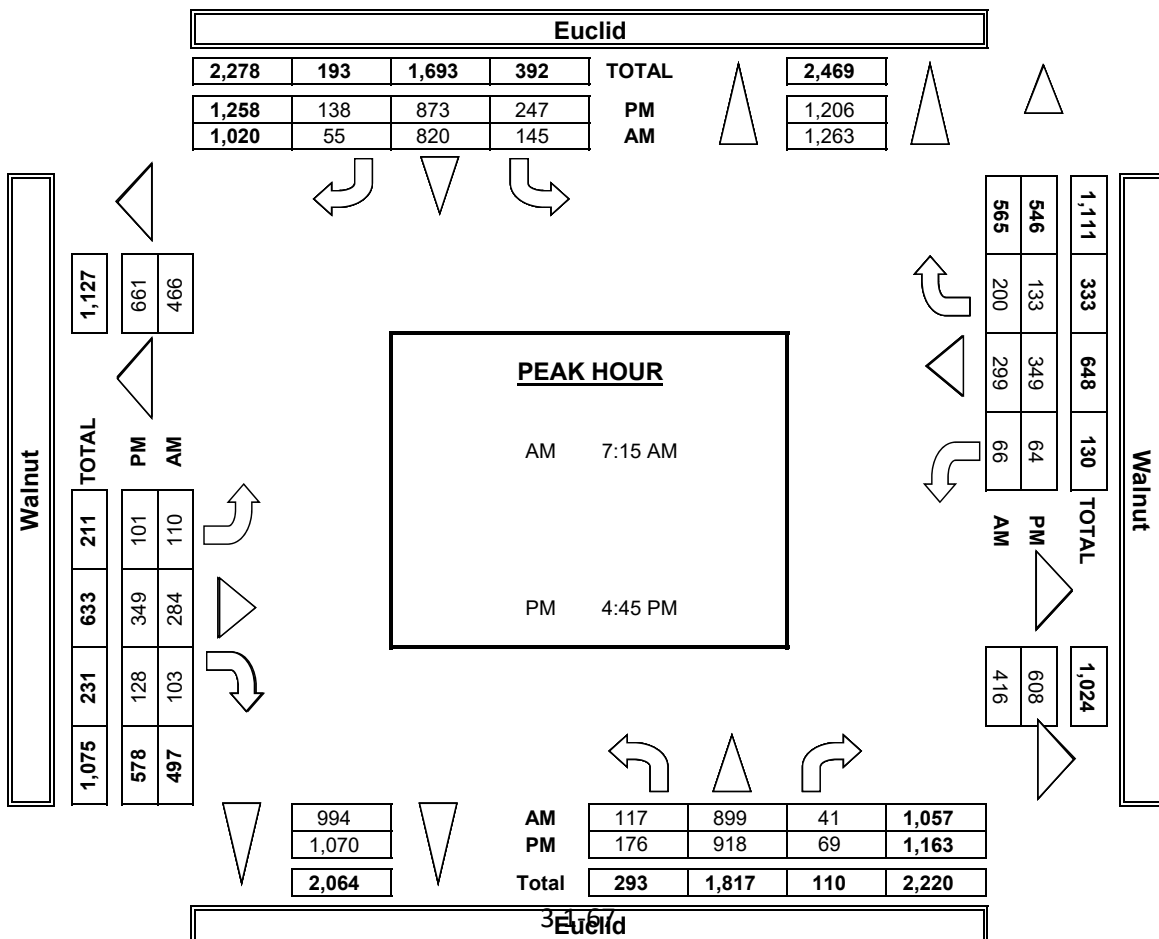 Euclid
2,278 193 1,693 392 TOTAL 2,469
1,258 138 873 247 PM 1,206
1,020 55 820 145 AM 1,263
Walnut
1,127 661 466
TOTAL PM AM
211 101 110
633 349 284
231 128 103
1,075 578 497
PEAK HOUR
AM 7:15 AM
PM 4:45 PM
565 546 1,111
200 133 333
299 349 648
66 64 130
AM PM TOTAL
416 608 1,024
Walnut
994 AM 117 899 41 1,057
1,070 PM 176 918 69 1,163
2,064 Total 293 1,817 110 2,220
3-1-67
Euclid